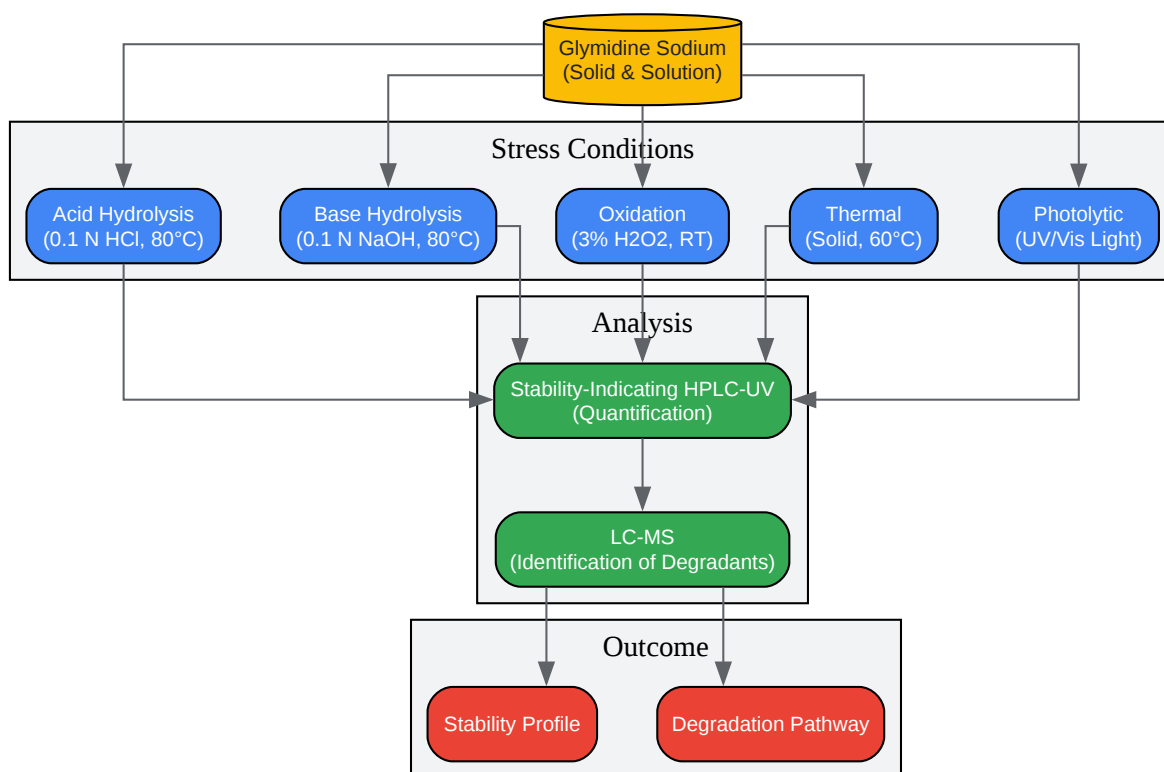 Glymidine Sodium
(Solid & Solution)
Stress Conditions
Acid Hydrolysis
(0.1 N HCl, 80°C)
Base Hydrolysis
(0.1 N NaOH, 80°C)
Oxidation
(3% H2O2, RT)
Thermal
(Solid, 60°C)
Photolytic
(UV/Vis Light)
Analysis
Stability-Indicating HPLC-UV
(Quantification)
LC-MS
(Identification of Degradants)
Outcome
Stability Profile
Degradation Pathway